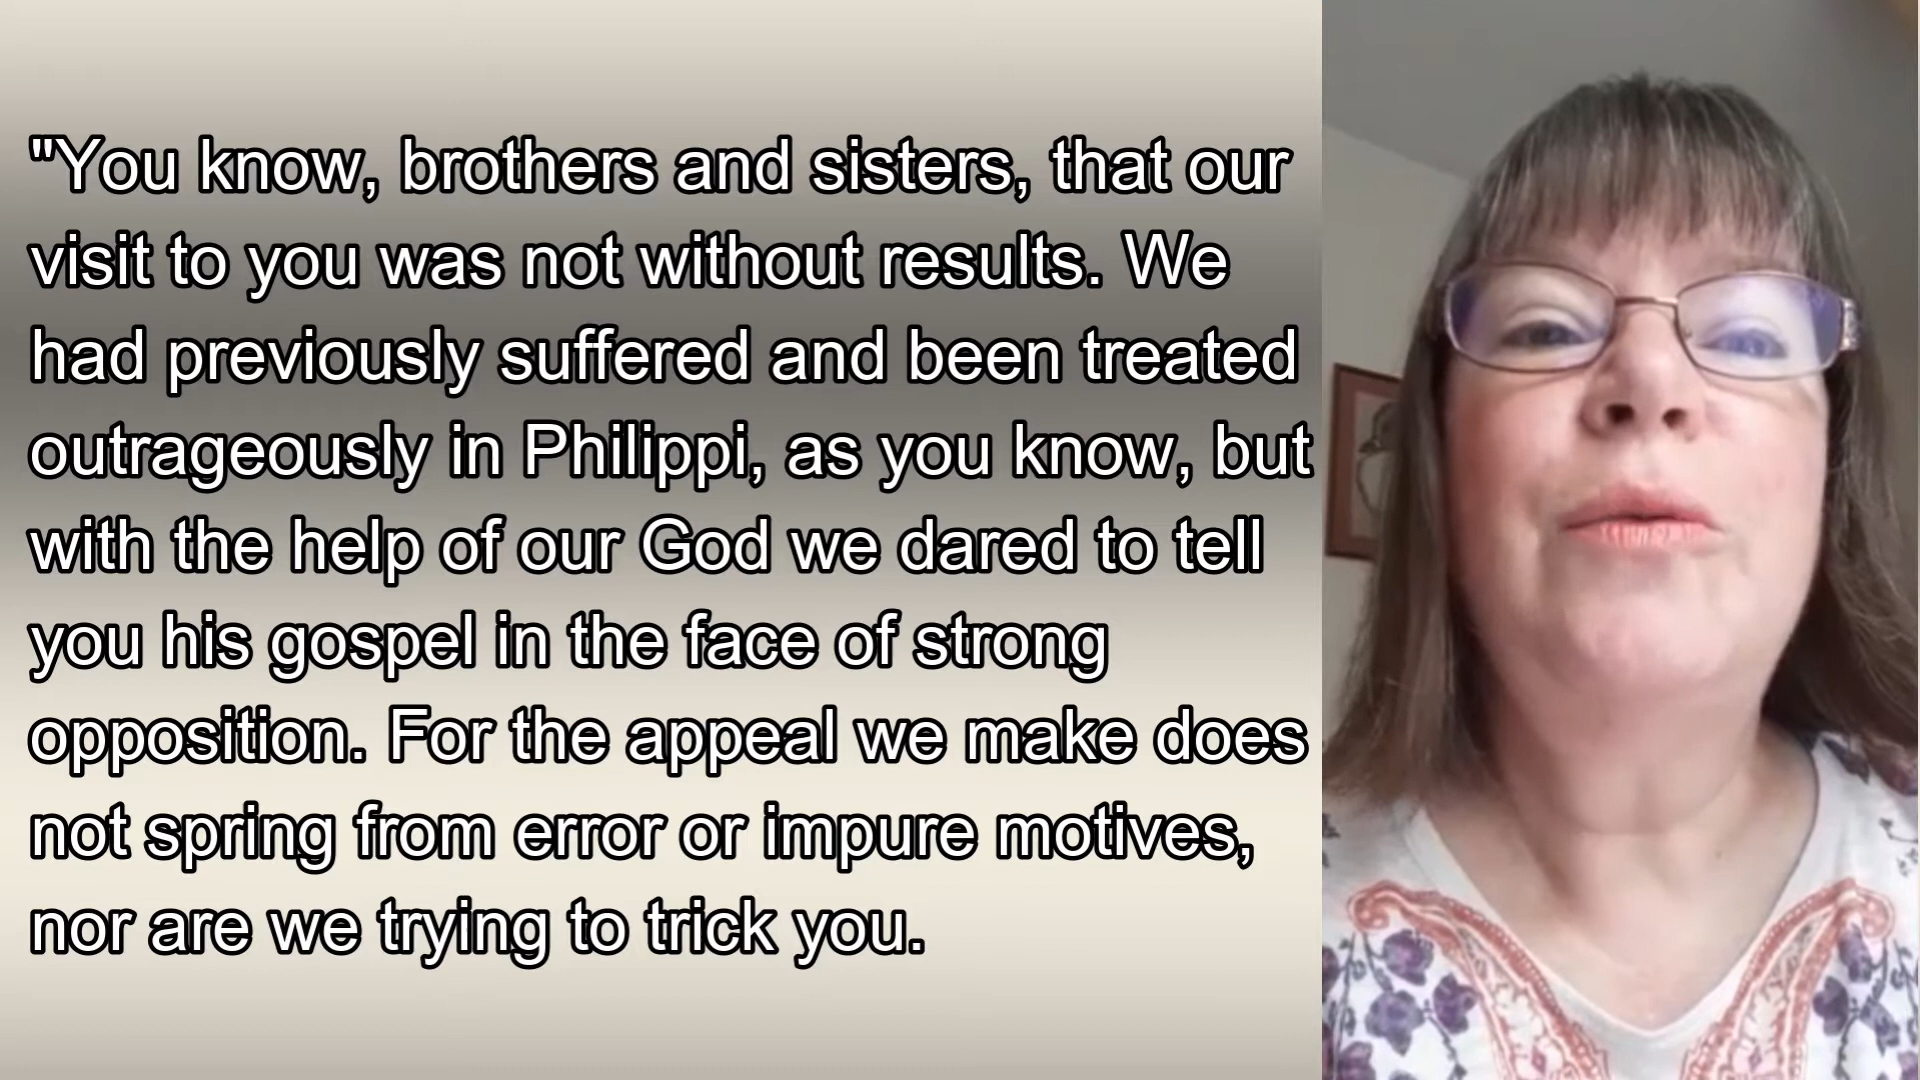 "You know, brothers and sisters, that our
visit to you was not without results. We
had previously suffered and been treated
outrageously in Philippi, as you know, but
with the help of our God we dared to tell
you his gospel in the face of strong
opposition. For the appeal we make does
not spring from error or impure motives,
nor are we trying to trick you.